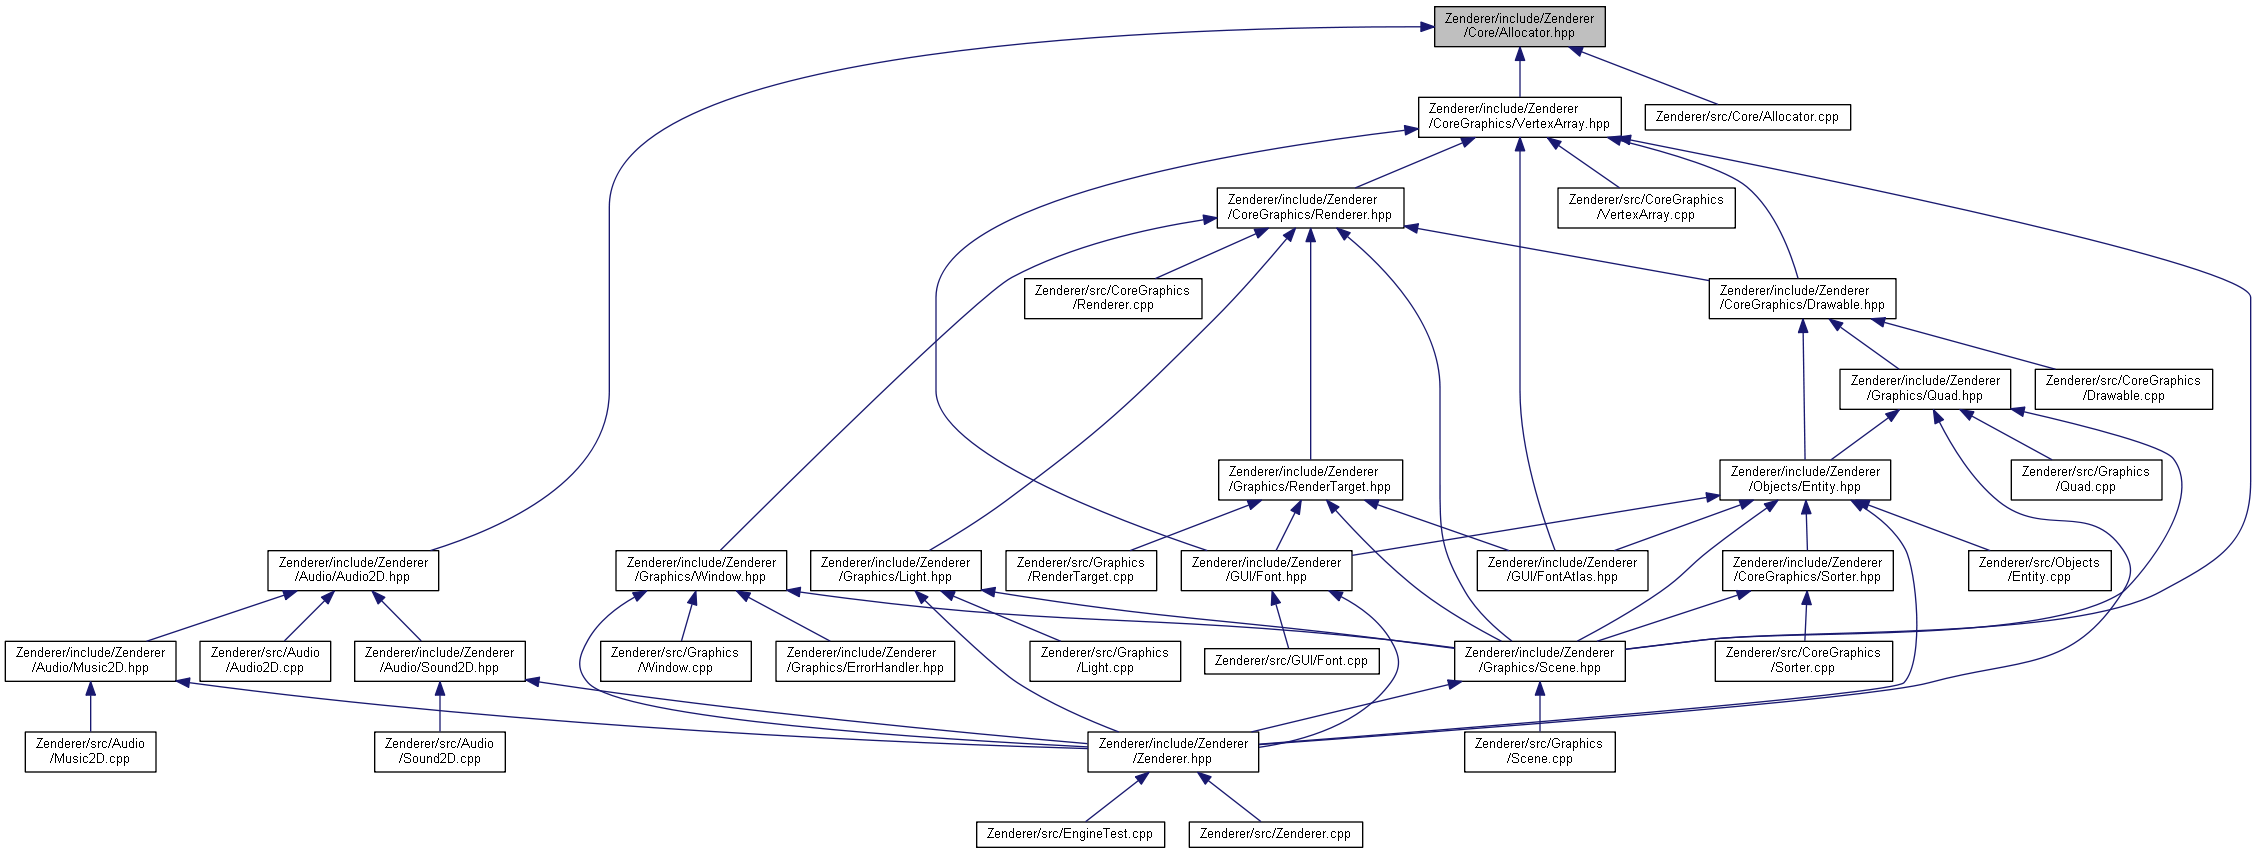 Zenderer/include/Zenderer
/Core/Allocator.hpp
Zenderer/include/Zenderer
/CoreGraphics/VertexArray.hpp
Zenderer/src/Core/Allocator.cpp
Zenderer/include/Zenderer
/CoreGraphics/Renderer.hpp
Zenderer/src/CoreGraphics
/VertexArray.cpp
Zenderer/src/CoreGraphics
/Renderer.cpp
Zenderer/include/Zenderer
/CoreGraphics/Drawable.hpp
Zenderer/include/Zenderer
/Graphics/Quad.hpp
Zenderer/src/CoreGraphics
/Drawable.cpp
Zenderer/include/Zenderer
/Graphics/RenderTarget.hpp
Zenderer/include/Zenderer
/Objects/Entity.hpp
Zenderer/src/Graphics
/Quad.cpp
Zenderer/include/Zenderer
/Audio/Audio2D.hpp
Zenderer/include/Zenderer
/Graphics/Window.hpp
Zenderer/include/Zenderer
/Graphics/Light.hpp
Zenderer/src/Graphics
/RenderTarget.cpp
Zenderer/include/Zenderer
/GUI/Font.hpp
Zenderer/include/Zenderer
/GUI/FontAtlas.hpp
Zenderer/include/Zenderer
/CoreGraphics/Sorter.hpp
Zenderer/src/Objects
/Entity.cpp
Zenderer/include/Zenderer
/Audio/Music2D.hpp
Zenderer/src/Audio
/Audio2D.cpp
Zenderer/include/Zenderer
/Audio/Sound2D.hpp
Zenderer/src/Graphics
/Window.cpp
Zenderer/include/Zenderer
/Graphics/ErrorHandler.hpp
Zenderer/src/Graphics
/Light.cpp
Zenderer/src/GUI/Font.cpp
Zenderer/include/Zenderer
/Graphics/Scene.hpp
Zenderer/src/CoreGraphics
/Sorter.cpp
Zenderer/src/Audio
/Music2D.cpp
Zenderer/src/Audio
/Sound2D.cpp
Zenderer/include/Zenderer
/Zenderer.hpp
Zenderer/src/Graphics
/Scene.cpp
Zenderer/src/EngineTest.cpp
Zenderer/src/Zenderer.cpp